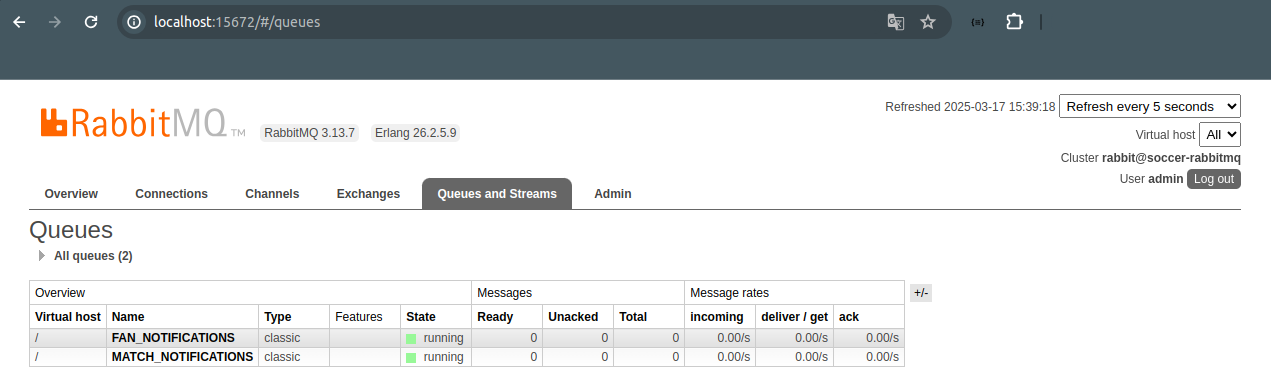 localhost:15672/#/queues
RabbitMQ TM RabbitMQ 3.13.7 Erlang 26.2.5.9
Refreshed 2025-03-17 15:39:18 Refresh every 5 seconds
Virtual host All
Cluster rabbit@soccer-rabbitmq
User admin Log out
Overview Connections Channels Exchanges Queues and Streams Admin
Queues
All queues (2)
Overview Messages Message rates +/-
Virtual host Name Type Features State Ready Unacked Total incoming deliver / get ack
/ FAN_NOTIFICATIONS classic running 0 0 0 0.00/s 0.00/s 0.00/s
/ MATCH_NOTIFICATIONS classic running 0 0 0 0.00/s 0.00/s 0.00/s